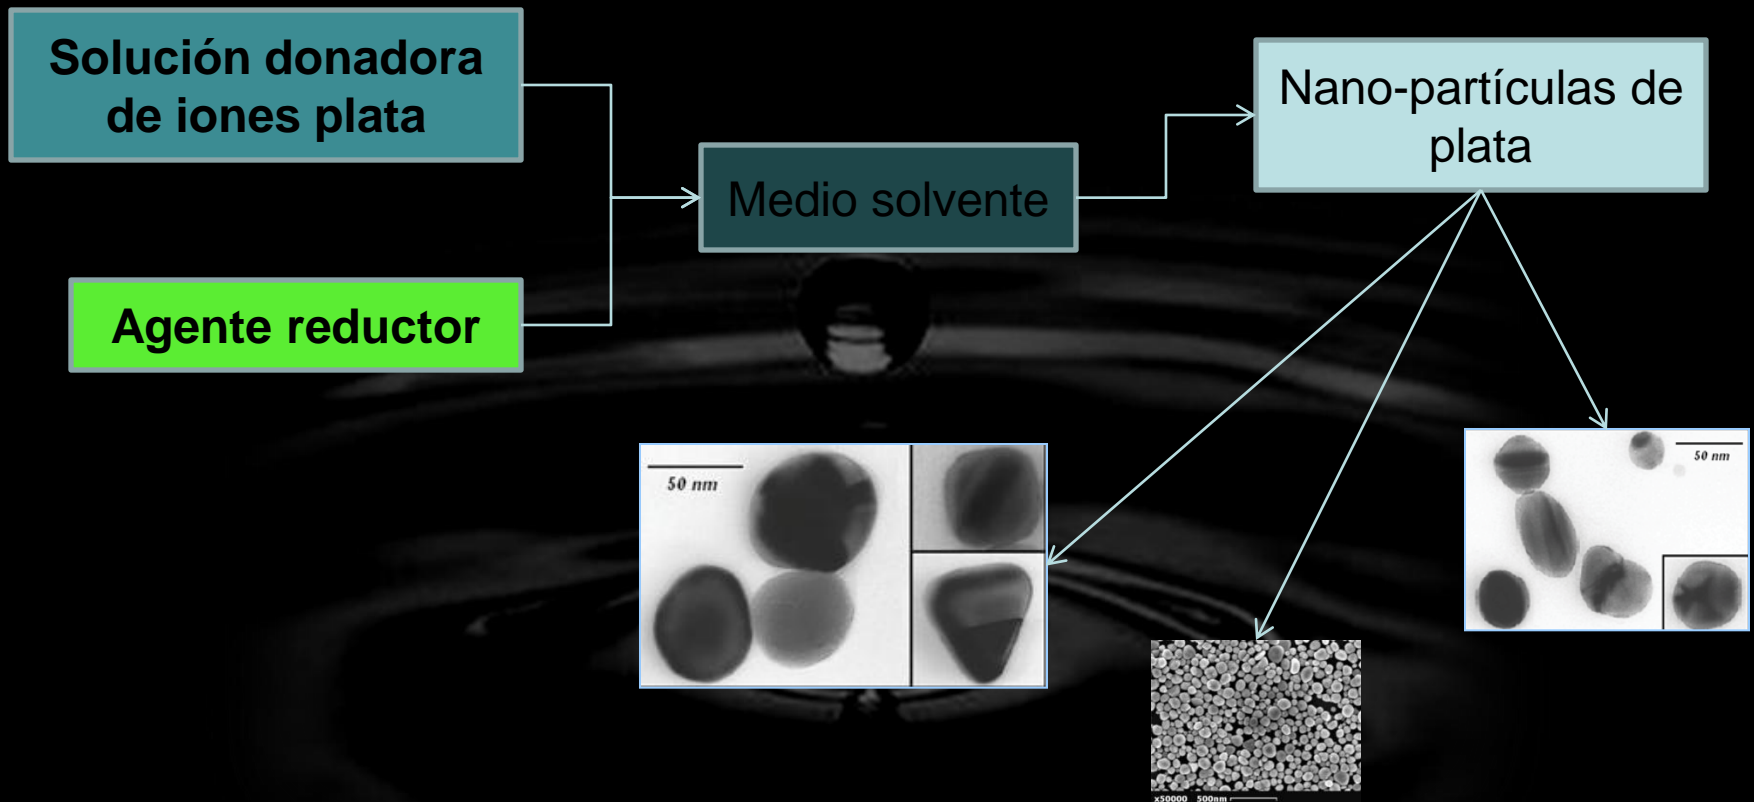 Solución donadora
de iones plata
Nano-partículas de
plata
Medio solvente
Agente reductor
50 nm
50 nm
x50000 500nm